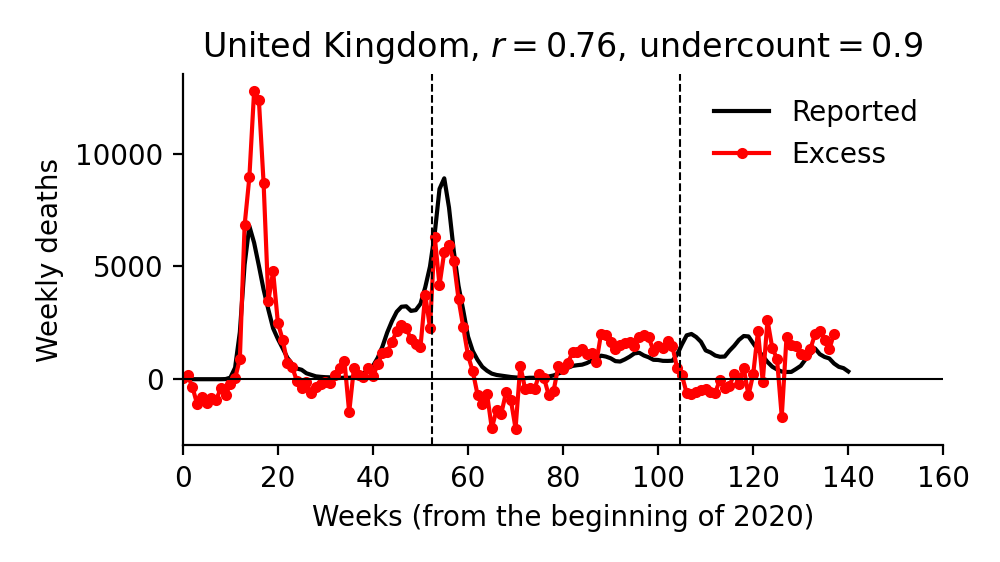 United Kingdom, r = 0.76, undercount = 0.9
Reported
Excess
Weekly deaths
10000
5000
0
0 20 40 60 80 100 120 140 160
Weeks (from the beginning of 2020)